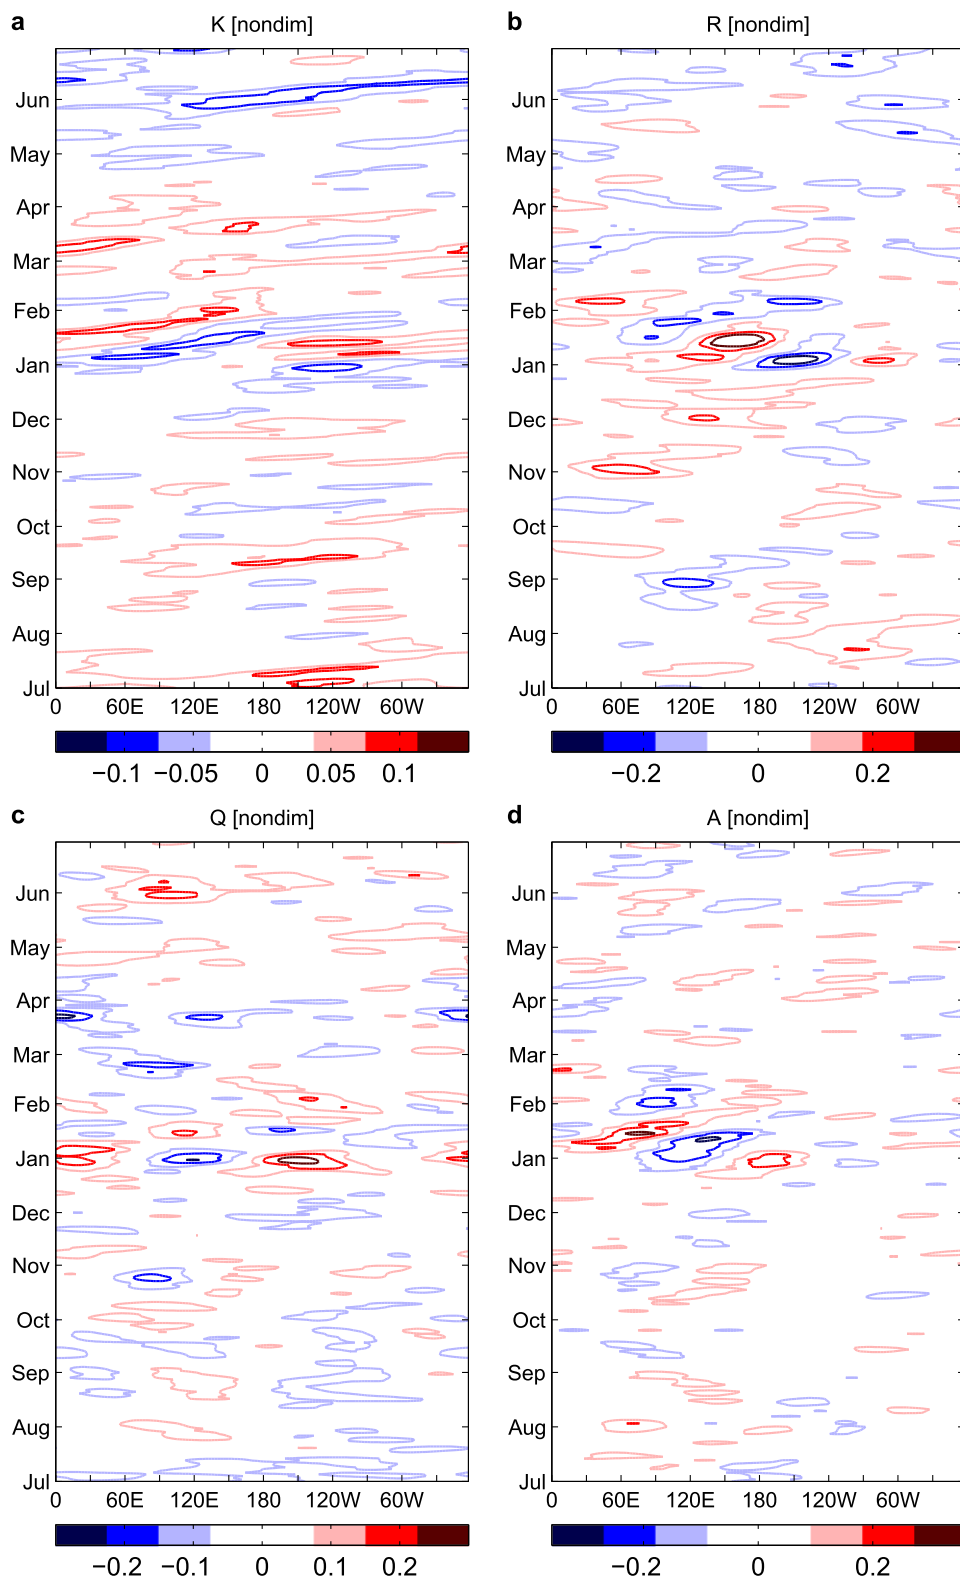 a K [nondim]
Jun
May
Apr
Mar
Feb
Jan
Dec
Nov
Oct
Sep
Aug
Jul
0 60E 120E 180 120W 60W
−0.1 −0.05 0 0.05 0.1
b R [nondim]
Jun
May
Apr
Mar
Feb
Jan
Dec
Nov
Oct
Sep
Aug
Jul
0 60E 120E 180 120W 60W
−0.2 0 0.2
c Q [nondim]
Jun
May
Apr
Mar
Feb
Jan
Dec
Nov
Oct
Sep
Aug
Jul
0 60E 120E 180 120W 60W
−0.2 −0.1 0 0.1 0.2
d A [nondim]
Jun
May
Apr
Mar
Feb
Jan
Dec
Nov
Oct
Sep
Aug
Jul
0 60E 120E 180 120W 60W
−0.2 0 0.2